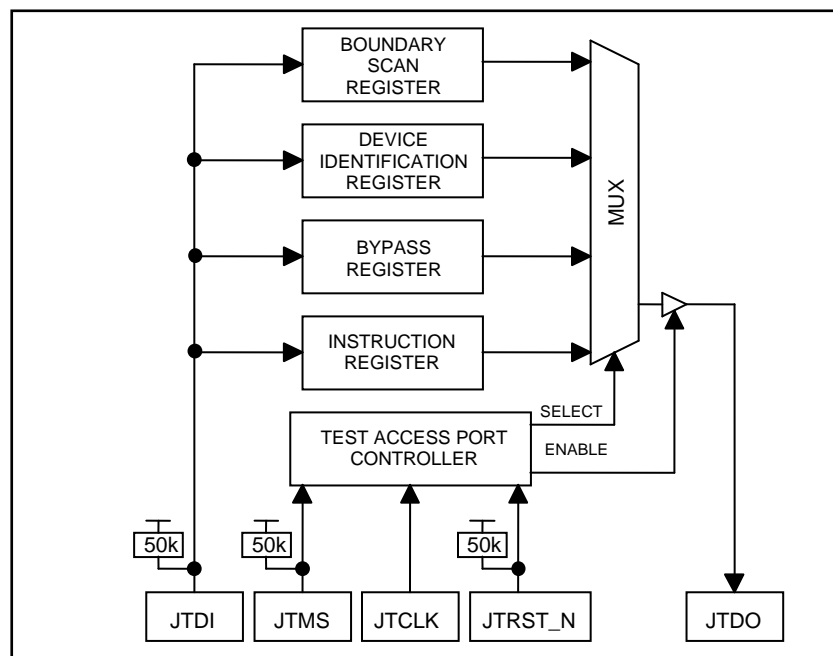 BOUNDARY
SCAN
REGISTER
DEVICE
IDENTIFICATION
REGISTER
BYPASS
REGISTER
INSTRUCTION
REGISTER
MUX
SELECT
TEST ACCESS PORT
CONTROLLER
ENABLE
50k
50k
50k
JTDI
JTMS
JTCLK
JTRST_N
JTDO